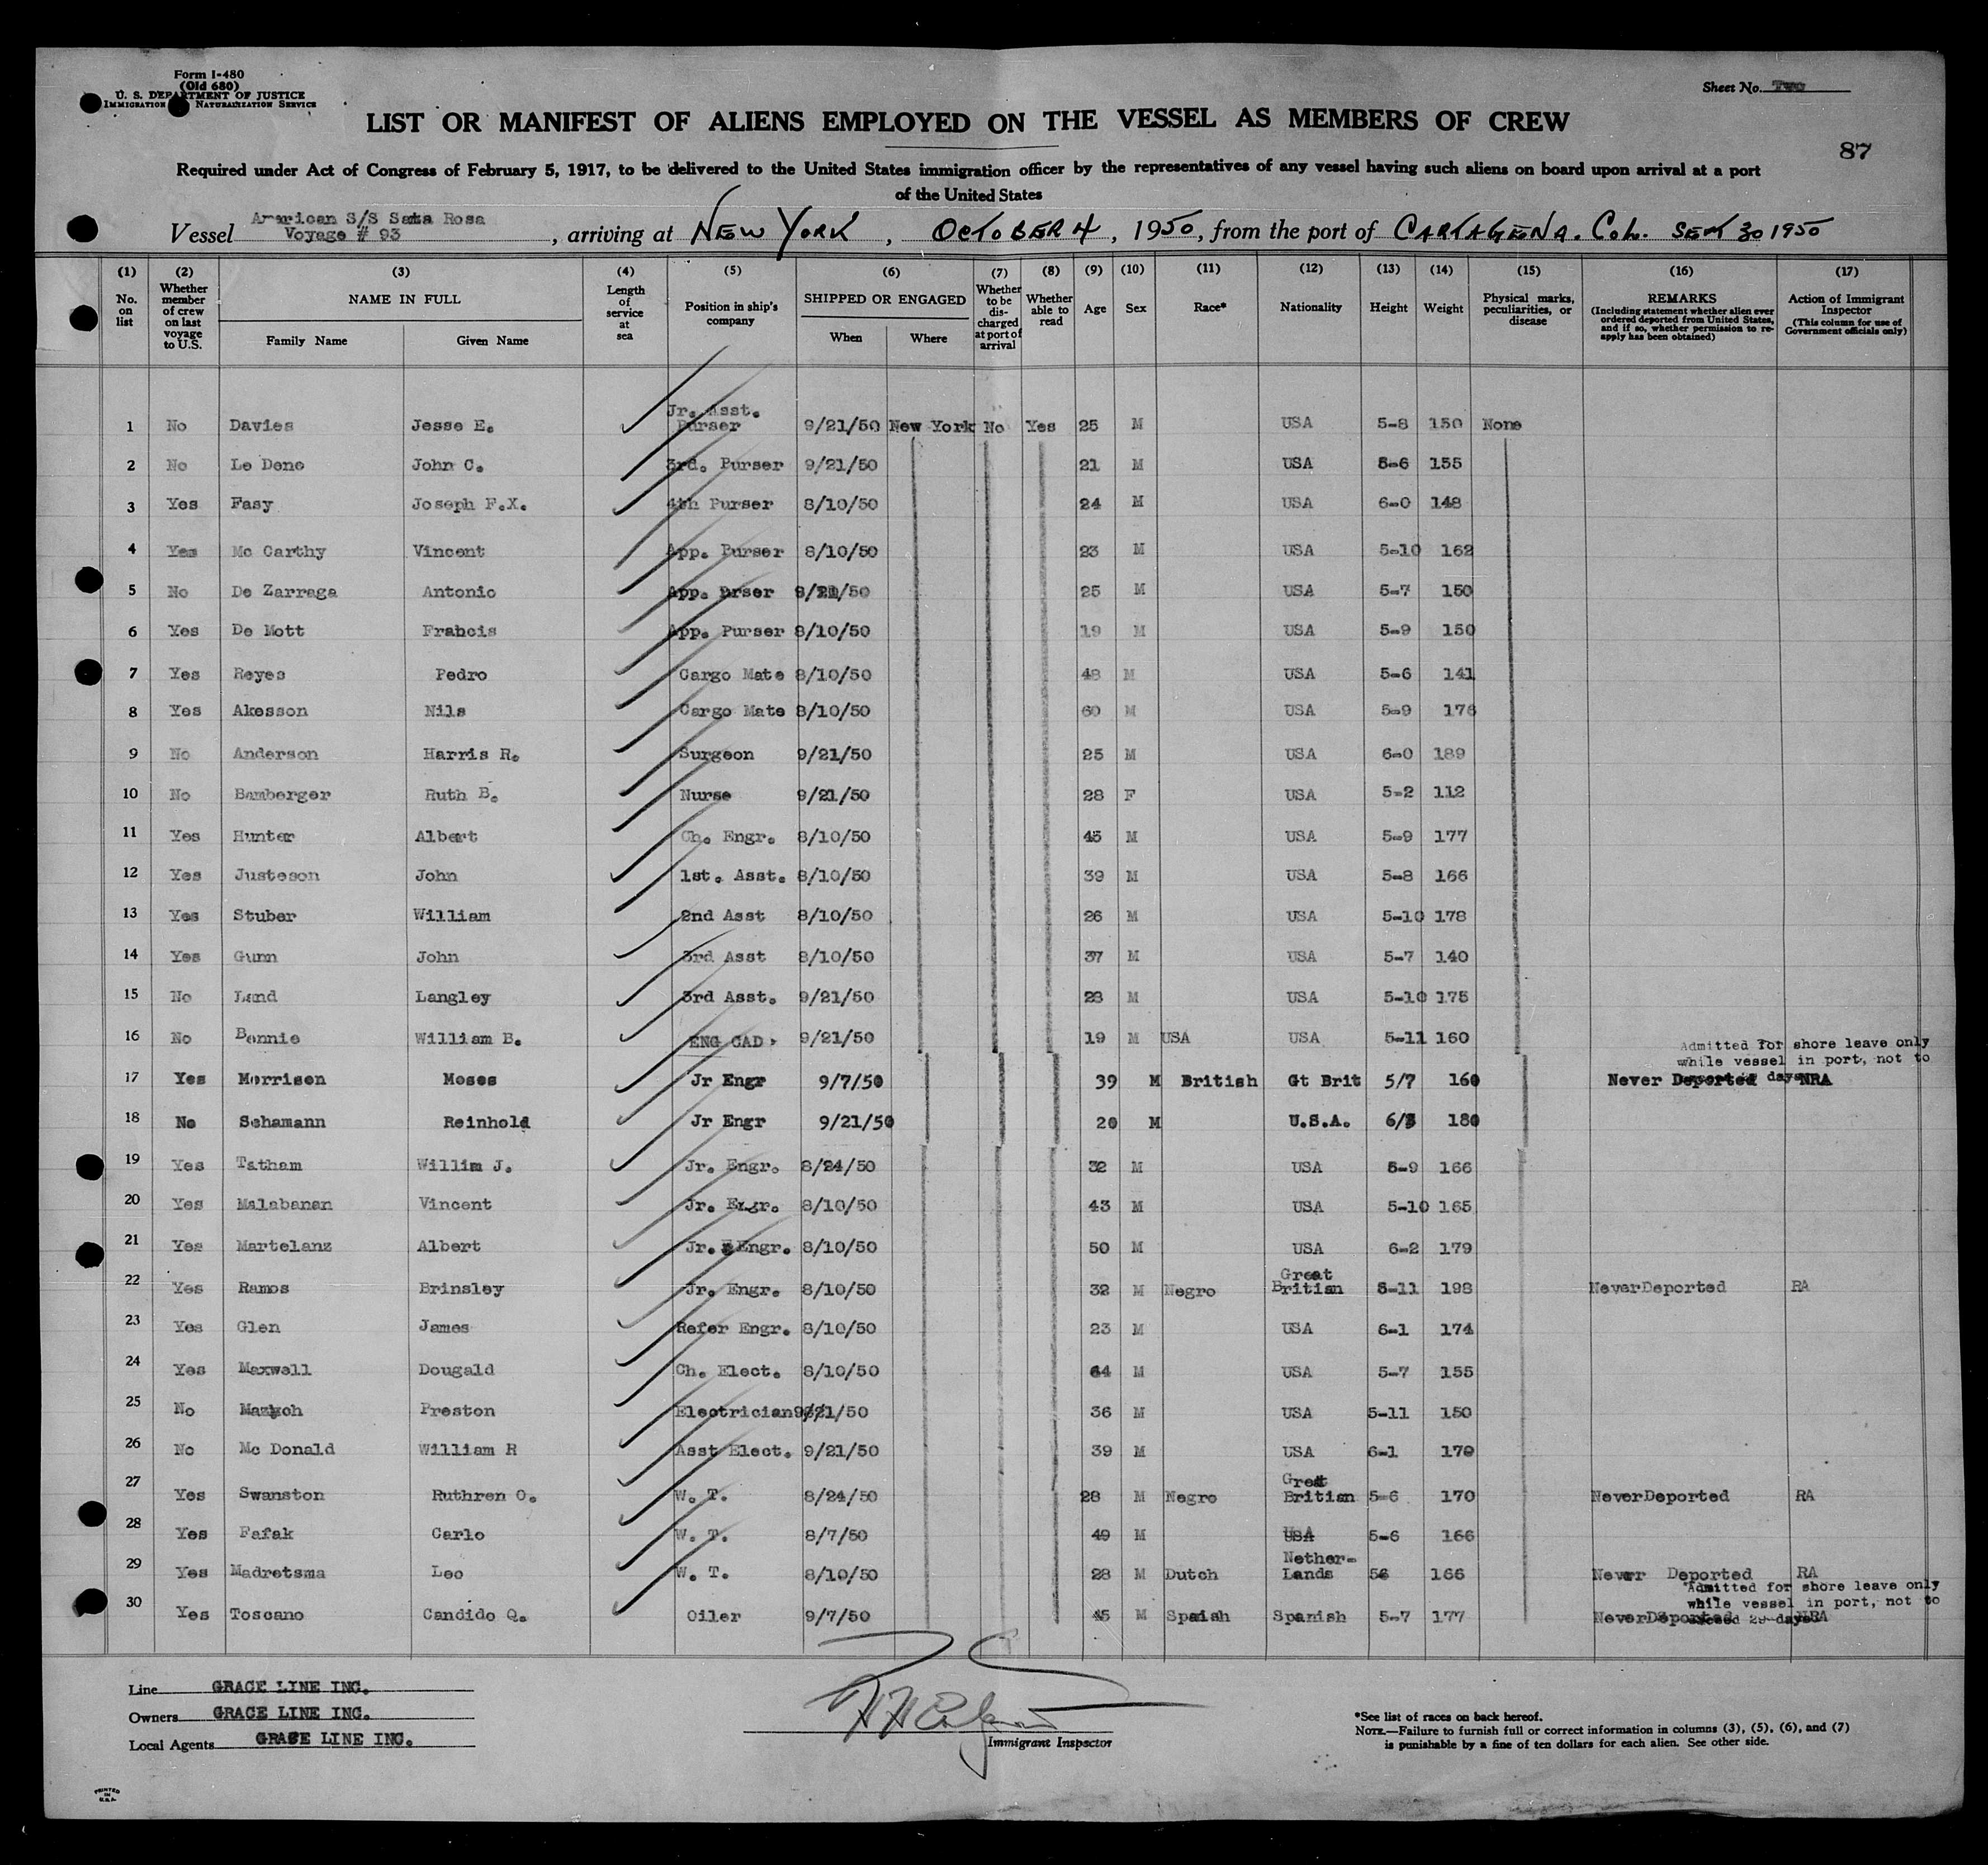 Form I-480
(Old 680)
U. S. DEPARTMENT OF JUSTICE
IMMIGRATION NATURALIZATION SERVICE
Sheet No. Two
LIST OR MANIFEST OF ALIENS EMPLOYED ON THE VESSEL AS MEMBERS OF CREW
87
Required under Act of Congress of February 5, 1917, to be delivered to the United States immigration officer by the representatives of any vessel having such aliens on board upon arrival at a port
of the United States
American S/S Santa Rosa
Vessel Voyage # 93, arriving at NEW YORK, OCTOBER 4, 1950, from the port of CARTAGENA. Col. SEPT 30 1950
(1) (2) (3) (4) (5) (6) (7) (8) (9) (10) (11) (12) (13) (14) (15) (16) (17)
No. on list
Whether member of crew on last voyage to U.S.
NAME IN FULL
Family Name Given Name
Length of service at sea
Position in ship's company
SHIPPED OR ENGAGED
When Where
Whether to be discharged at port of arrival
Whether able to read
Age Sex Race* Nationality Height Weight
Physical marks, peculiarities, or disease
REMARKS
(Including statement whether alien ever ordered deported from United States, and if so, whether permission to re-apply has been obtained)
Action of Immigrant Inspector
(This column for use of Government officials only)
1 No Davies Jesse E. Jr. Asst. Purser 9/21/50 New York No Yes 25 M USA 5-8 150 None
2 No Le Dene John C. 3rd. Purser 9/21/50 21 M USA 5-6 155
3 Yes Fasy Joseph F.X. 4th Purser 8/10/50 24 M USA 6-0 148
4 Yes Mc Carthy Vincent App. Purser 8/10/50 23 M USA 5-10 162
5 No De Zarraga Antonio App. Purser 9/21/50 25 M USA 5-7 150
6 Yes De Mott Frahcis App. Purser 8/10/50 19 M USA 5-9 150
7 Yes Reyes Pedro Cargo Mate 8/10/50 48 M USA 5-6 141
8 Yes Akesson Nils Cargo Mate 8/10/50 60 M USA 5-9 176
9 No Anderson Harris R. Surgeon 9/21/50 25 M USA 6-0 189
10 No Bamberger Ruth B. Nurse 9/21/50 28 F USA 5-2 112
11 Yes Hunter Albert Ch. Engr. 8/10/50 45 M USA 5-9 177
12 Yes Justeson John 1st. Asst. 8/10/50 39 M USA 5-8 166
13 Yes Stuber William 2nd Asst 8/10/50 26 M USA 5-10 178
14 Yes Gunn John 3rd Asst 8/10/50 37 M USA 5-7 140
15 No Land Langley 3rd Asst. 9/21/50 28 M USA 5-10 175
16 No Bennie William B. ENG CAD. 9/21/50 19 M USA USA 5-11 160
Admitted for shore leave only
while vessel in port, not to
17 Yes Morrison Moses Jr Engr 9/7/50 39 M British Gt Brit 5/7 160 Never Deported days NRA
18 No Schamann Reinhold Jr Engr 9/21/50 20 M U.S.A. 6/3 180
19 Yes Tatham Willim J. Jr. Engr. 8/24/50 32 M USA 5-9 166
20 Yes Malabanan Vincent Jr. Engr. 8/10/50 43 M USA 5-10 165
21 Yes Martelanz Albert Jr. Engr. 8/10/50 50 M USA 6-2 179
22 Yes Ramos Brinsley Jr. Engr. 8/10/50 32 M Negro Great Britian 5-11 198 NeverDeported RA
23 Yes Glen James Refer Engr. 8/10/50 23 M USA 6-1 174
24 Yes Maxwell Dougald Ch. Elect. 8/10/50 64 M USA 5-7 155
25 No Preston Electrician 9/21/50 36 M USA 5-11 150
26 No Mc Donald William R Asst Elect. 9/21/50 39 M USA 6-1 170
27 Yes Swanston Ruthren O. W. T. 8/24/50 28 M Negro Great Britian 5-6 170 NeverDeported RA
28 Yes Fafak Carlo W. T. 8/7/50 49 M USA 5-6 166
29 Yes Madretsma Leo W. T. 8/10/50 28 M Dutch Nether-Lands 56 166 Never Deported RA
Admitted for shore leave only
while vessel in port, not to
exceed 29 days
30 Yes Toscano Candido Q. Oiler 9/7/50 45 M Spaish Spanish 5-7 177 NeverDeported NRA
Line GRACE LINE INC.
Owners GRACE LINE INC.
Local Agents GRACE LINE INC.
Immigrant Inspector
*See list of races on back hereof.
NOTE.—Failure to furnish full or correct information in columns (3), (5), (6), and (7)
is punishable by a fine of ten dollars for each alien. See other side.
PRINTED
IN
U.S.A.